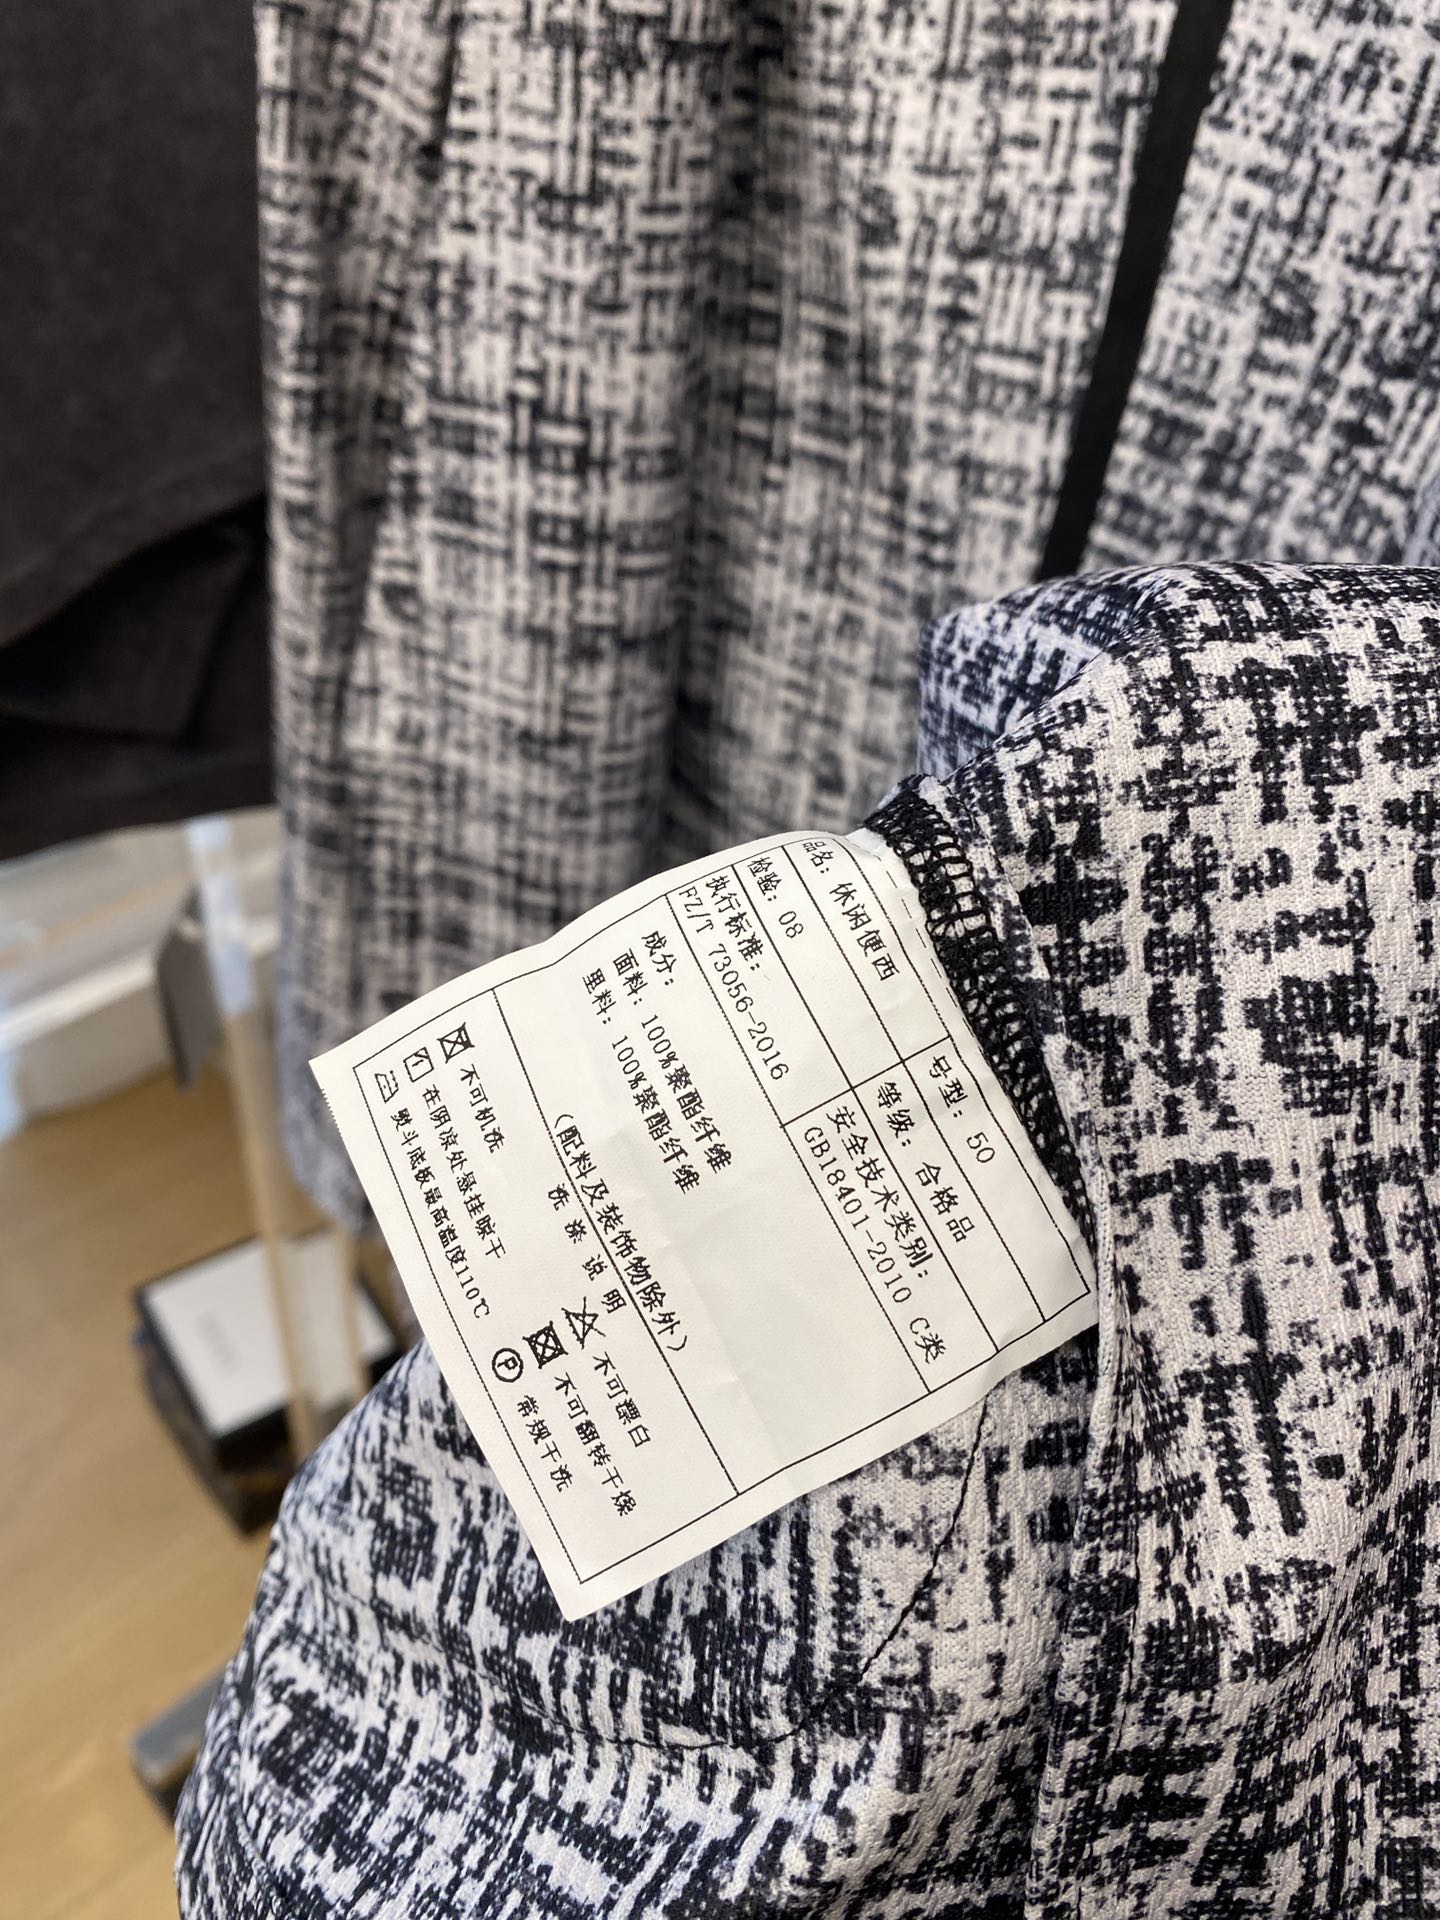 品名: 休闲便西
号型: 50
检验: 08
等级: 合格品
执行标准:
FZ/T 73056-2016
安全技术类别:
GB18401-2010 C类
成分:
面料: 100%聚酯纤维
里料: 100%聚酯纤维
(配料及装饰物除外)
洗 涤 说 明
不可机洗
不可漂白
在阴凉处悬挂晾干
不可翻转干燥
熨斗底板最高温度110℃
P 常规干洗